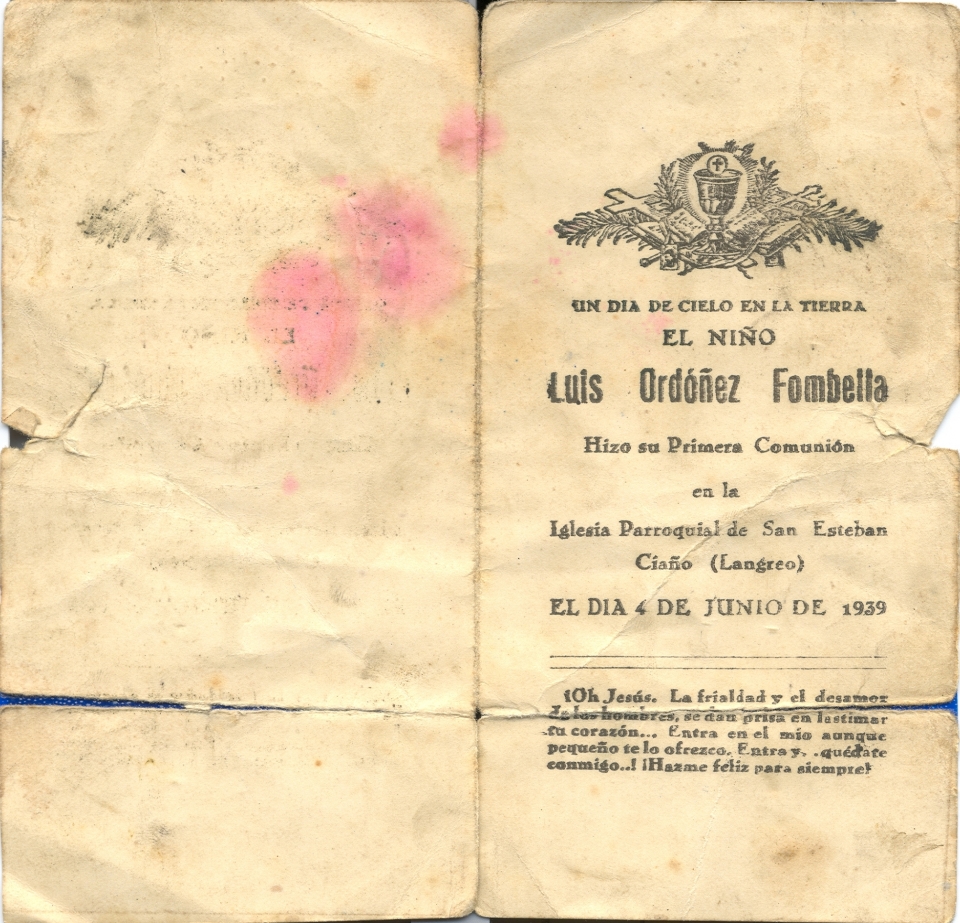 UN DIA DE CIELO EN LA TIERRA
EL NIÑO
Luis Ordóñez Fombella
Hizo su Primera Comunión
en la
Iglesia Parroquial de San Esteban
Ciaño (Langreo)
EL DIA 4 DE JUNIO DE 1939
¡Oh Jesús. La frialdad y el desamor
de los hombres, se dan prisa en lastimar
tu corazón... Entra en el mio aunque
pequeño te lo ofrezco. Entra y. .quédate
conmigo..! ¡Hazme feliz para siempre!